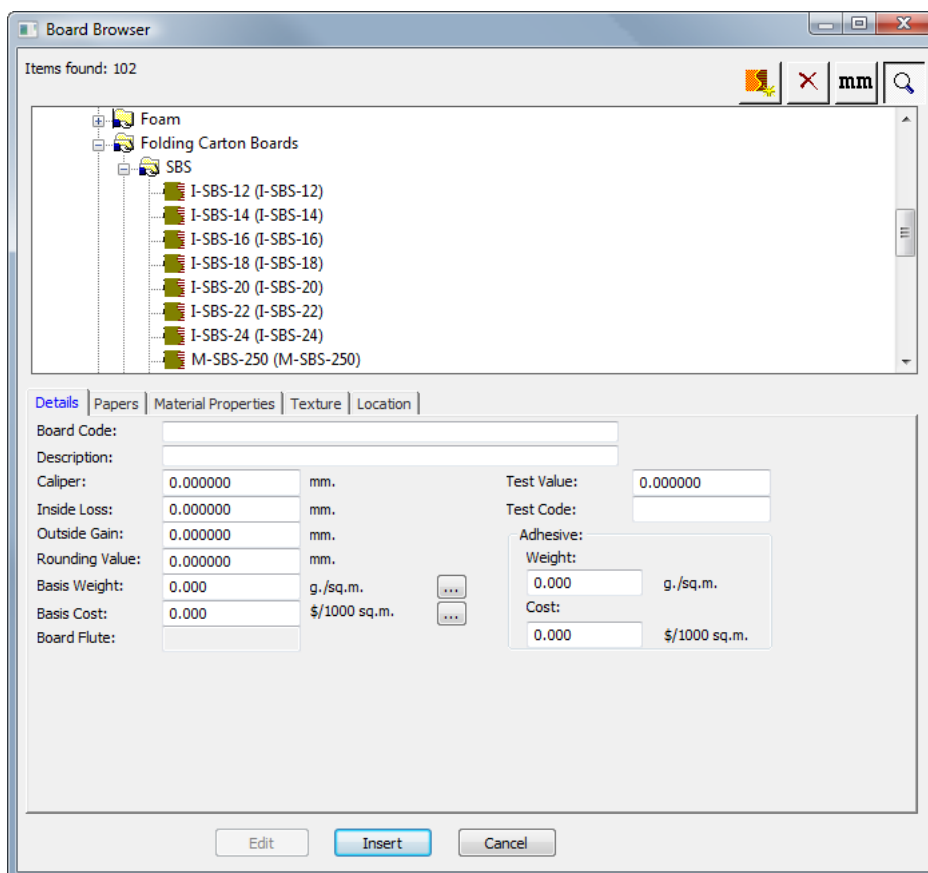 Board Browser
Items found: 102
mm
Foam
Folding Carton Boards
SBS
I-SBS-12 (I-SBS-12)
I-SBS-14 (I-SBS-14)
I-SBS-16 (I-SBS-16)
I-SBS-18 (I-SBS-18)
I-SBS-20 (I-SBS-20)
I-SBS-22 (I-SBS-22)
I-SBS-24 (I-SBS-24)
M-SBS-250 (M-SBS-250)
Details Papers Material Properties Texture Location
Board Code:
Description:
Caliper: 0.000000 mm. Test Value: 0.000000
Inside Loss: 0.000000 mm. Test Code:
Outside Gain: 0.000000 mm. Adhesive:
Rounding Value: 0.000000 mm. Weight:
Basis Weight: 0.000 g./sq.m. ... 0.000 g./sq.m.
Basis Cost: 0.000 $/1000 sq.m. ... Cost:
Board Flute: 0.000 $/1000 sq.m.
Edit Insert Cancel